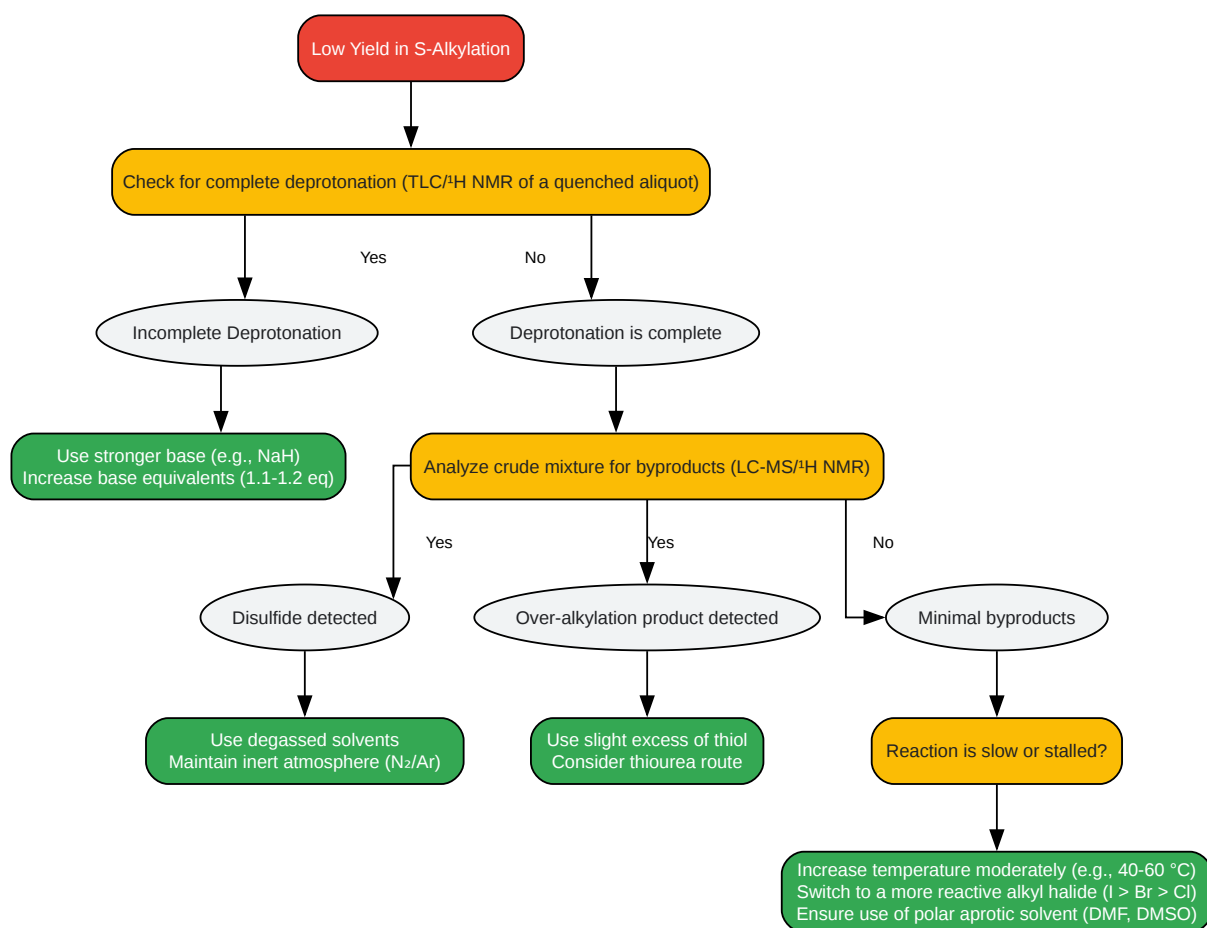 Low Yield in S-Alkylation
Check for complete deprotonation (TLC/¹H NMR of a quenched aliquot)
Yes
No
Incomplete Deprotonation
Deprotonation is complete
Use stronger base (e.g., NaH)
Increase base equivalents (1.1-1.2 eq)
Analyze crude mixture for byproducts (LC-MS/¹H NMR)
Yes
Yes
No
Disulfide detected
Over-alkylation product detected
Minimal byproducts
Use degassed solvents
Maintain inert atmosphere (N₂/Ar)
Use slight excess of thiol
Consider thiourea route
Reaction is slow or stalled?
Increase temperature moderately (e.g., 40-60 °C)
Switch to a more reactive alkyl halide (I > Br > Cl)
Ensure use of polar aprotic solvent (DMF, DMSO)